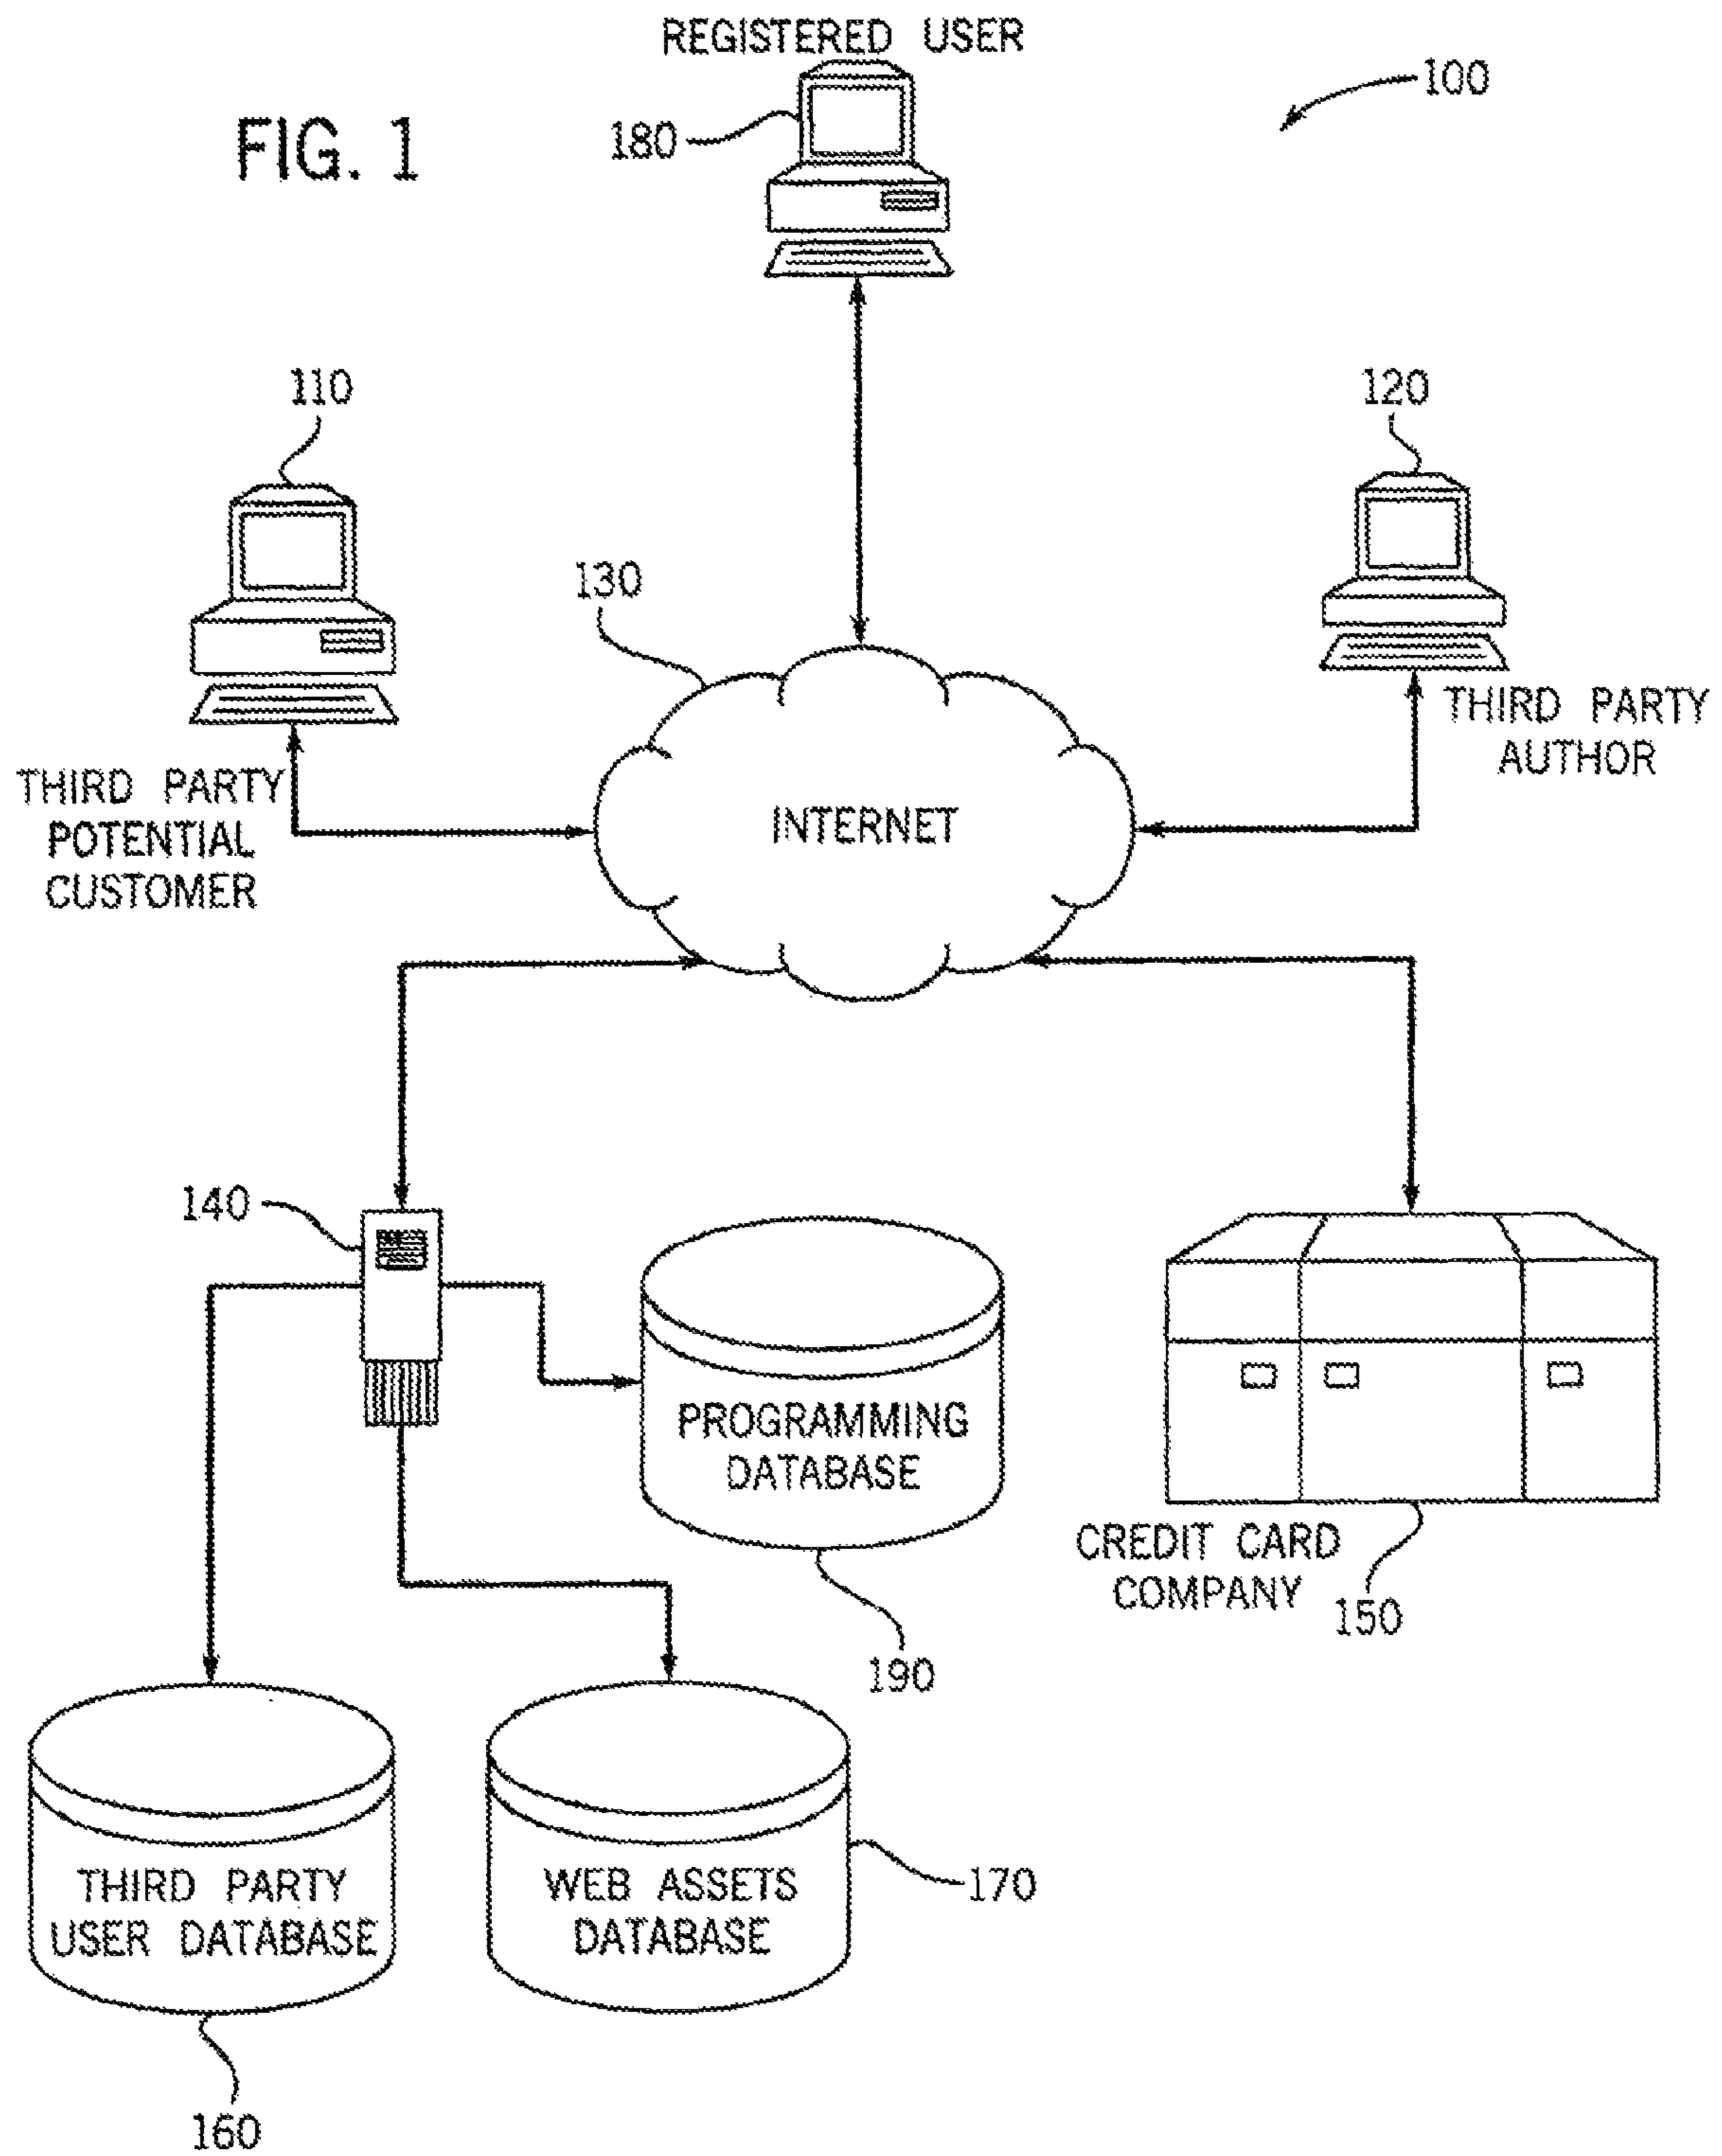 REGISTERED USER
100
FIG. 1
180
110
120
130
THIRD PARTY
AUTHOR
THIRD PARTY
POTENTIAL
CUSTOMER
INTERNET
140
PROGRAMMING
DATABASE
CREDIT CARD
COMPANY
150
190
THIRD PARTY
USER DATABASE
WEB ASSETS
DATABASE
170
160